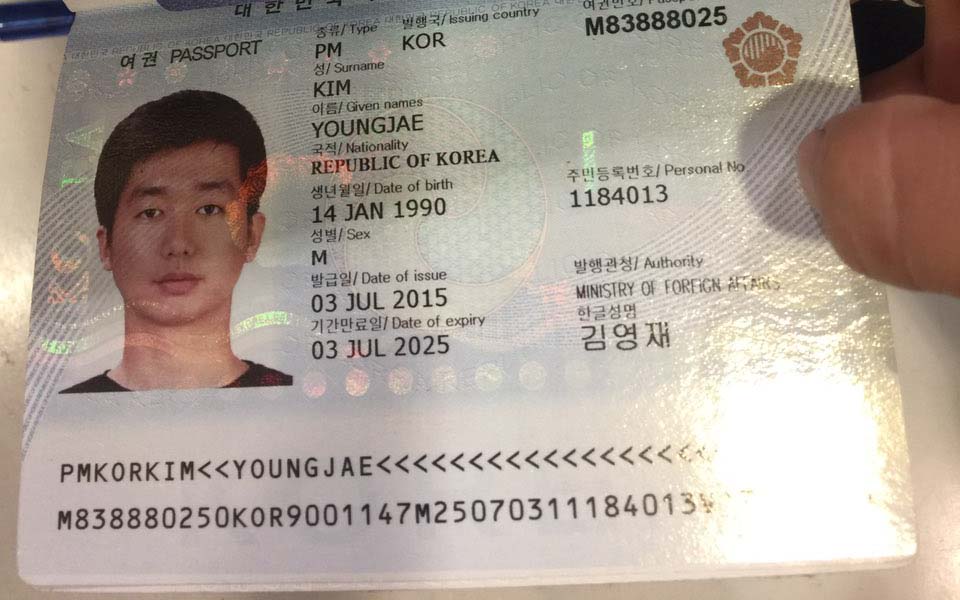 대 한 민 국
여 권 PASSPORT
종류/ Type 발행국/ Issuing country 여권번호/
PM KOR M83888025
성/ Surname
KIM
이름/ Given names
YOUNGJAE
국적/ Nationality
REPUBLIC OF KOREA
생년월일/ Date of birth 주민등록번호/ Personal No
14 JAN 1990 1184013
성별/ Sex
M
발급일/ Date of issue 발행관청/ Authority
03 JUL 2015 MINISTRY OF FOREIGN AFFAIRS
기간만료일/ Date of expiry 한글성명
03 JUL 2025 김영재
PMKORKIM<<YOUNGJAE<<<<<<<<<<<<<<<<<<<
M838880250KOR9001147M25070311184013